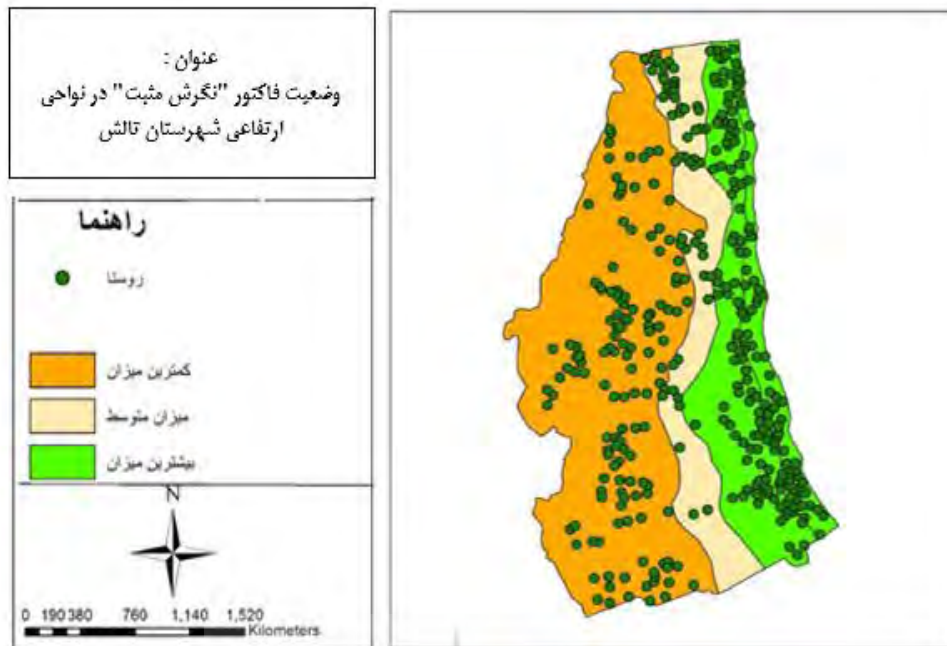 عنوان :
وضعیت فاکتور "نگرش مثبت" در نواحی
ارتفاعی شهرستان تالش
راهنما
روستا
کمترین میزان
میزان متوسط
بیشترین میزان
N
0 190 380 760 1,140 1,520
Kilometers